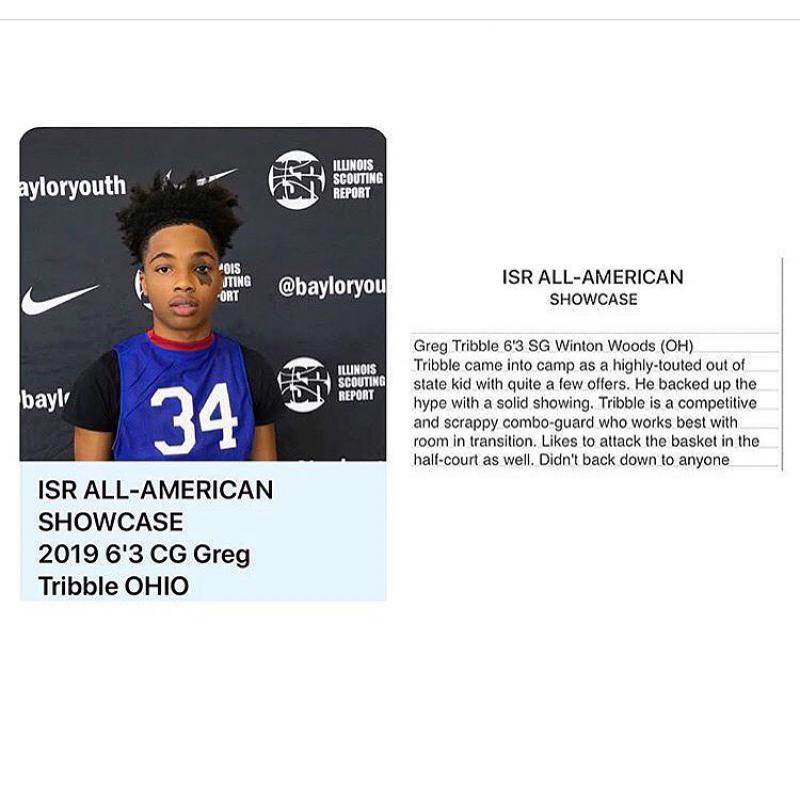 ayloryouth
ILLINOIS
SCOUTING
REPORT
OIS
UTING
ORT
@bayloryou
ILLINOIS
SCOUTING
REPORT
34
ISR ALL-AMERICAN
SHOWCASE
2019 6'3 CG Greg
Tribble OHIO
ISR ALL-AMERICAN
SHOWCASE
Greg Tribble 6'3 SG Winton Woods (OH)
Tribble came into camp as a highly-touted out of
state kid with quite a few offers. He backed up the
hype with a solid showing. Tribble is a competitive
and scrappy combo-guard who works best with
room in transition. Likes to attack the basket in the
half-court as well. Didn't back down to anyone